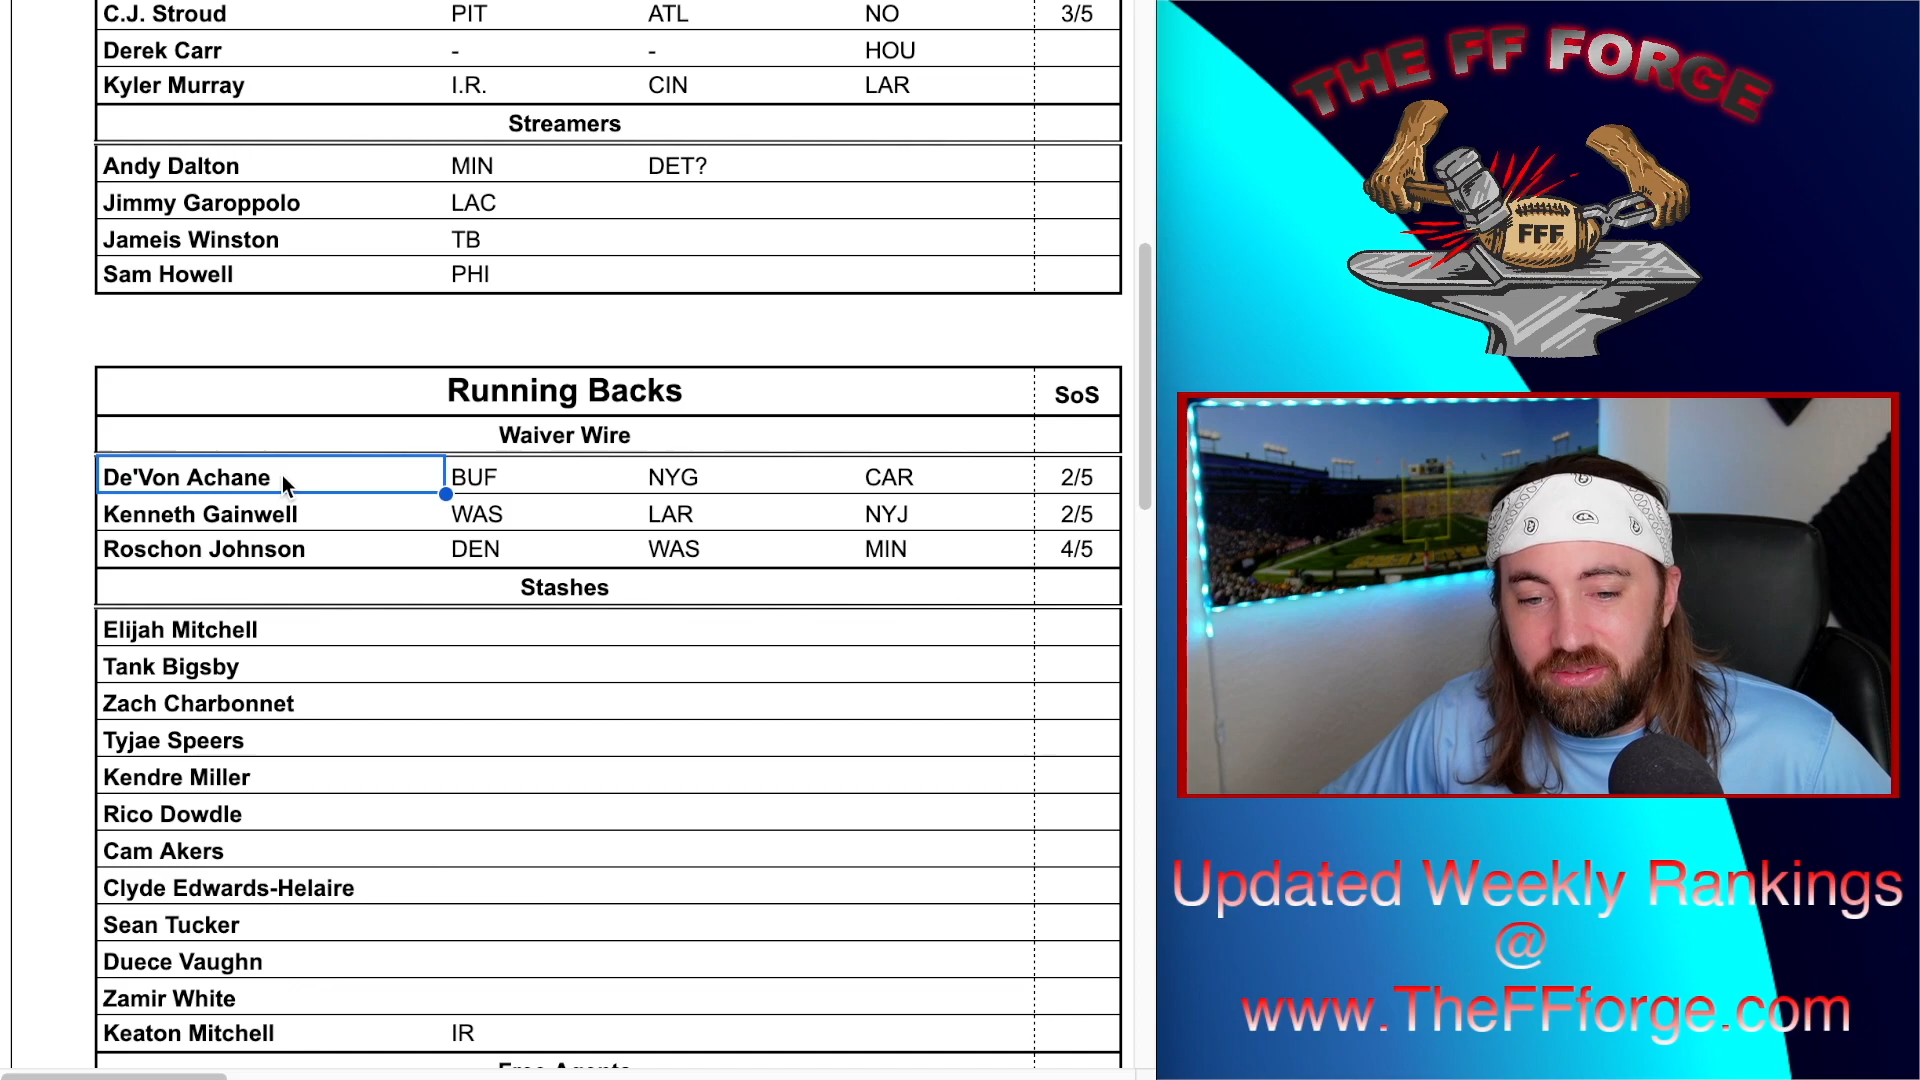 C.J. Stroud PIT ATL NO 3/5
Derek Carr - - HOU
Kyler Murray I.R. CIN LAR
Streamers
Andy Dalton MIN DET?
Jimmy Garoppolo LAC
Jameis Winston TB
Sam Howell PHI
Running Backs SoS
Waiver Wire
De'Von Achane BUF NYG CAR 2/5
Kenneth Gainwell WAS LAR NYJ 2/5
Roschon Johnson DEN WAS MIN 4/5
Stashes
Elijah Mitchell
Tank Bigsby
Zach Charbonnet
Tyjae Speers
Kendre Miller
Rico Dowdle
Cam Akers
Clyde Edwards-Helaire
Sean Tucker
Duece Vaughn
Zamir White
Keaton Mitchell IR
Free Agents
THE FF FORGE
FFF
Updated Weekly Rankings
@
www.TheFFforge.com